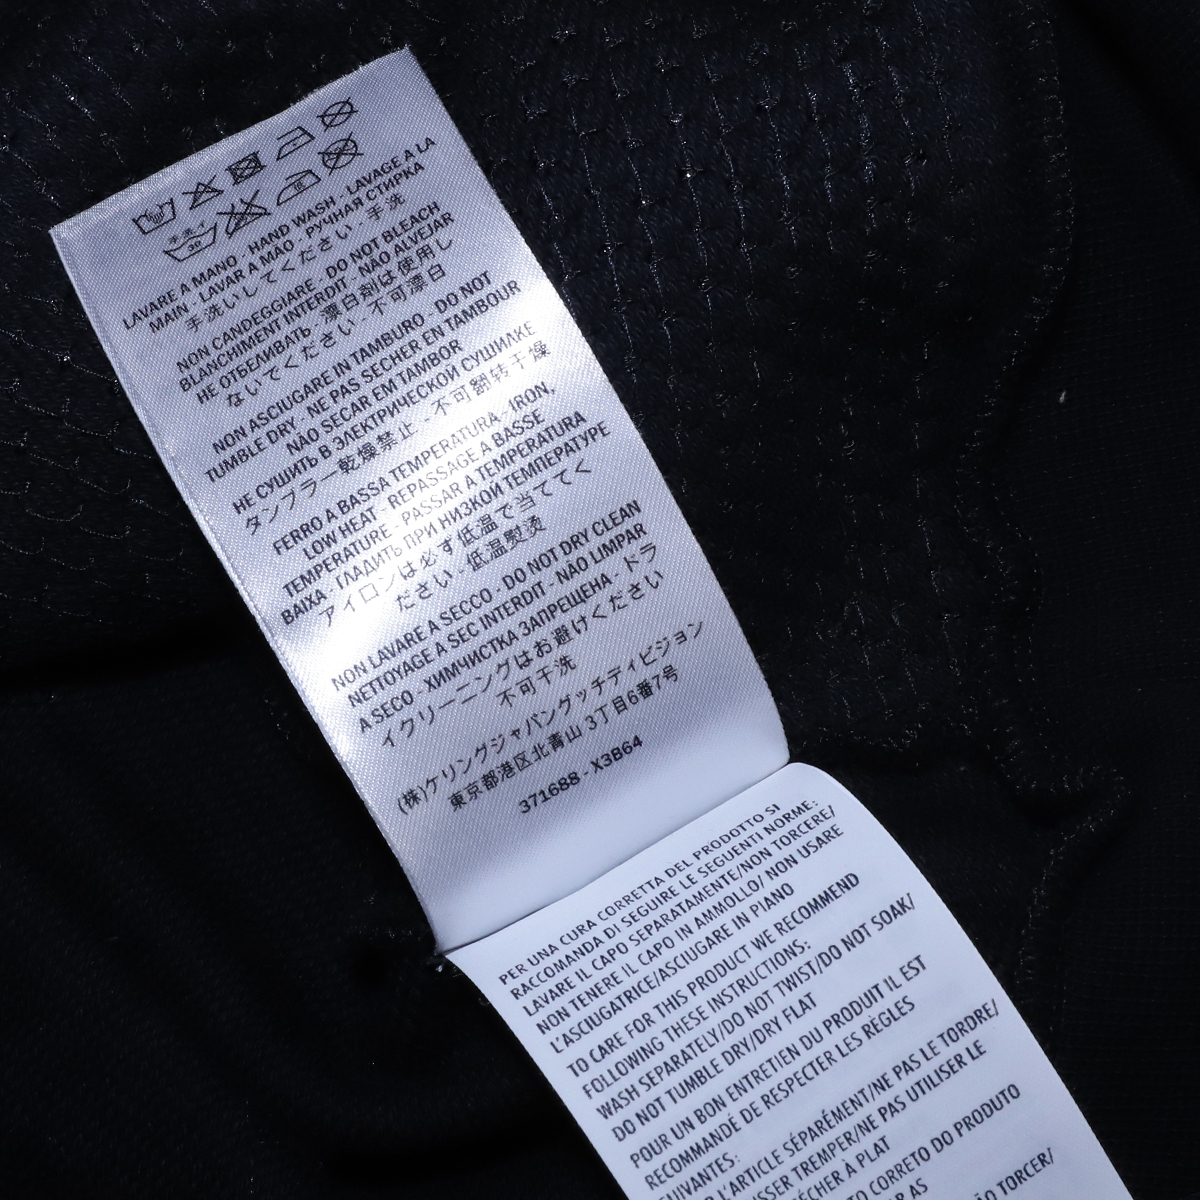 LAVARE A MANO - HAND WASH - LAVAGE A LA
MAIN - LAVAR A MÃO - РУЧНАЯ СТИРКА
手洗いしてください - 手洗
NON CANDEGGIARE - DO NOT BLEACH
BLANCHIMENT INTERDIT - NÃO ALVEJAR
НЕ ОТБЕЛИВАТЬ - 漂白剤は使用し
ないでください - 不可漂白
NON ASCIUGARE IN TAMBURO - DO NOT
TUMBLE DRY - NE PAS SECHER EN TAMBOUR
NÃO SECAR EM TAMBOR
НЕ СУШИТЬ В ЭЛЕКТРИЧЕСКОЙ СУШИЛКЕ
タンブラー乾燥禁止 - 不可翻转干燥
FERRO A BASSA TEMPERATURA - IRON,
LOW HEAT - REPASSAGE A BASSE
TEMPERATURE - PASSAR A TEMPERATURA
BAIXA - ГЛАДИТЬ ПРИ НИЗКОЙ ТЕМПЕРАТУРЕ
アイロンは必ず低温で当ててく
ださい - 低温熨烫
NON LAVARE A SECCO - DO NOT DRY CLEAN
NETTOYAGE A SEC INTERDIT - NÃO LIMPAR
A SECO - ХИМЧИСТКА ЗАПРЕЩЕНА - ドラ
イクリーニングはお避けください
不可干洗
(株)ケリングジャパングッチディビジョン
東京都港区北青山 3丁目6番7号
371688 - X3B64
PER UNA CURA CORRETTA DEL PRODOTTO SI
RACCOMANDA DI SEGUIRE LE SEGUENTI NORME:
LAVARE IL CAPO SEPARATAMENTE/NON TORCERE/
NON TENERE IL CAPO IN AMMOLLO/ NON USARE
L'ASCIUGATRICE/ASCIUGARE IN PIANO
TO CARE FOR THIS PRODUCT WE RECOMMEND
FOLLOWING THESE INSTRUCTIONS:
WASH SEPARATELY/DO NOT TWIST/DO NOT SOAK/
DO NOT TUMBLE DRY/DRY FLAT
POUR UN BON ENTRETIEN DU PRODUIT IL EST
RECOMMANDÉ DE RESPECTER LES RÈGLES
SUIVANTES:
L'ARTICLE SÉPARÉMENT/NE PAS LE TORDRE/
TREMPER/NE PAS UTILISER LE
À PLAT
CORRETO DO PRODUTO
AS
NÃO TORCER/